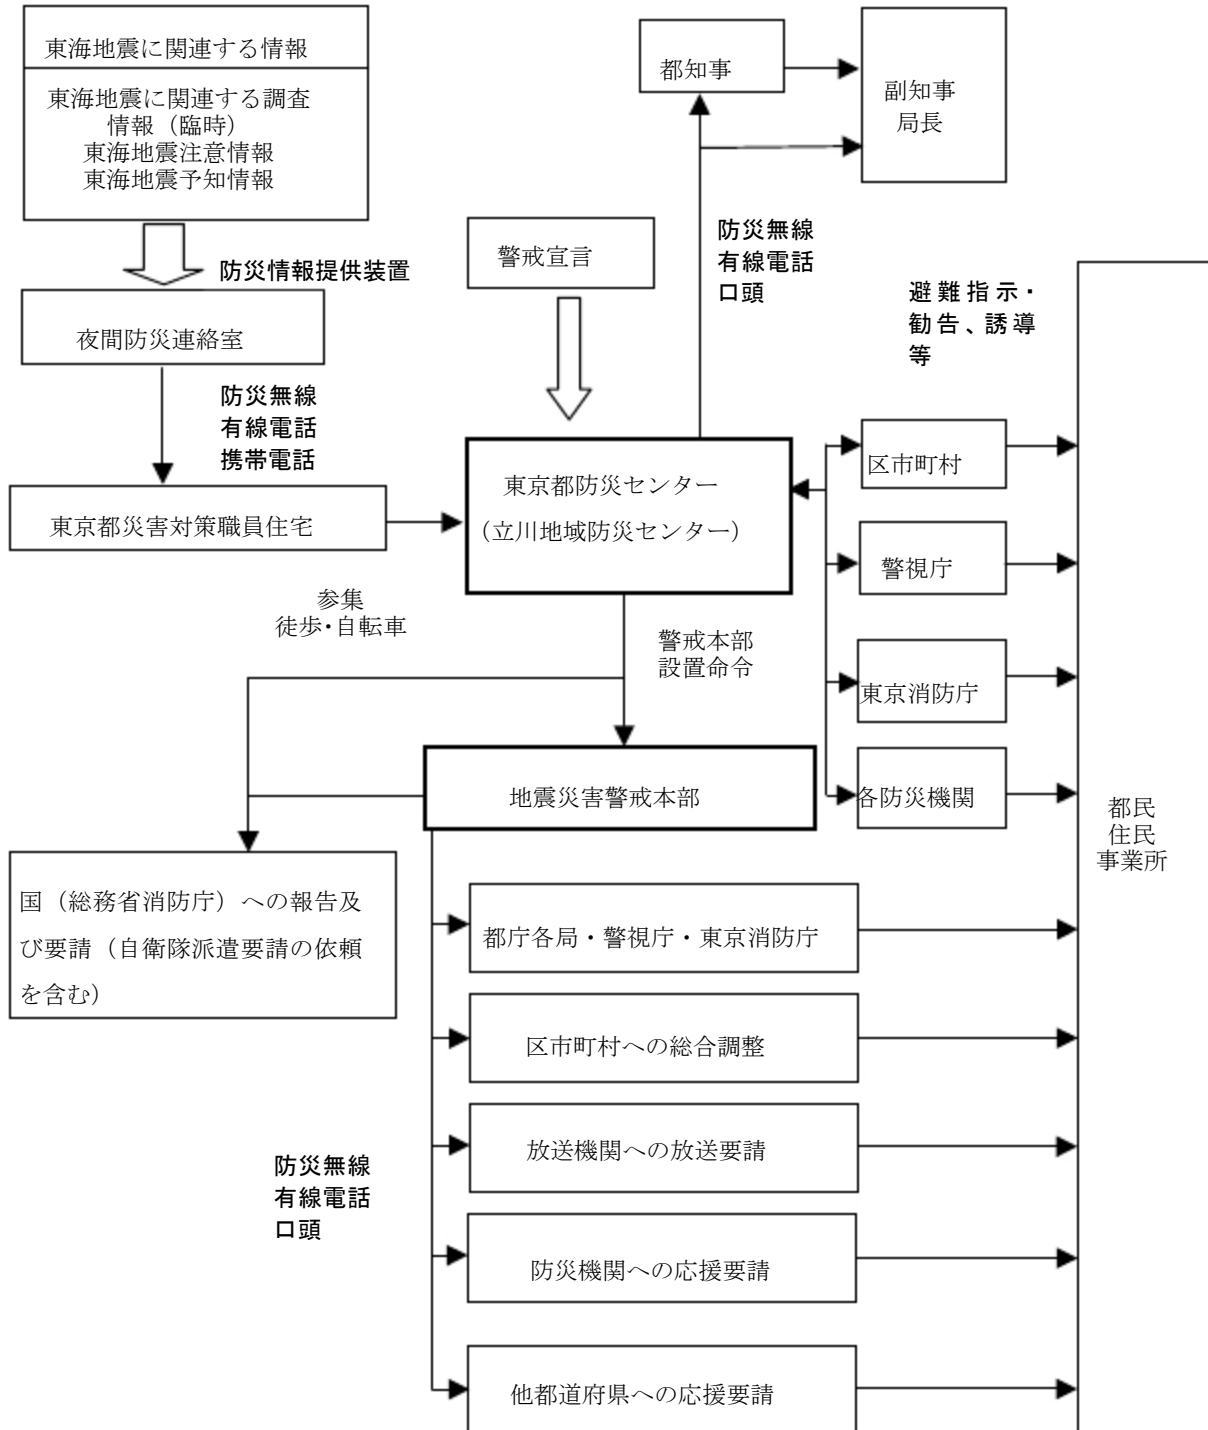 東海地震に関連する情報
東海地震に関連する調査
情報（臨時）
東海地震注意情報
東海地震予知情報
防災情報提供装置
夜間防災連絡室
防災無線
有線電話
携帯電話
東京都災害対策職員住宅
参集
徒歩・自転車
都知事
副知事
局長
警戒宣言
防災無線
有線電話
口頭
避難指示・
勧告、誘導
等
東京都防災センター
（立川地域防災センター）
警戒本部
設置命令
区市町村
警視庁
東京消防庁
各防災機関
都民
住民
事業所
地震災害警戒本部
国（総務省消防庁）への報告及
び要請（自衛隊派遣要請の依頼
を含む）
都庁各局・警視庁・東京消防庁
区市町村への総合調整
放送機関への放送要請
防災無線
有線電話
口頭
防災機関への応援要請
他都道府県への応援要請